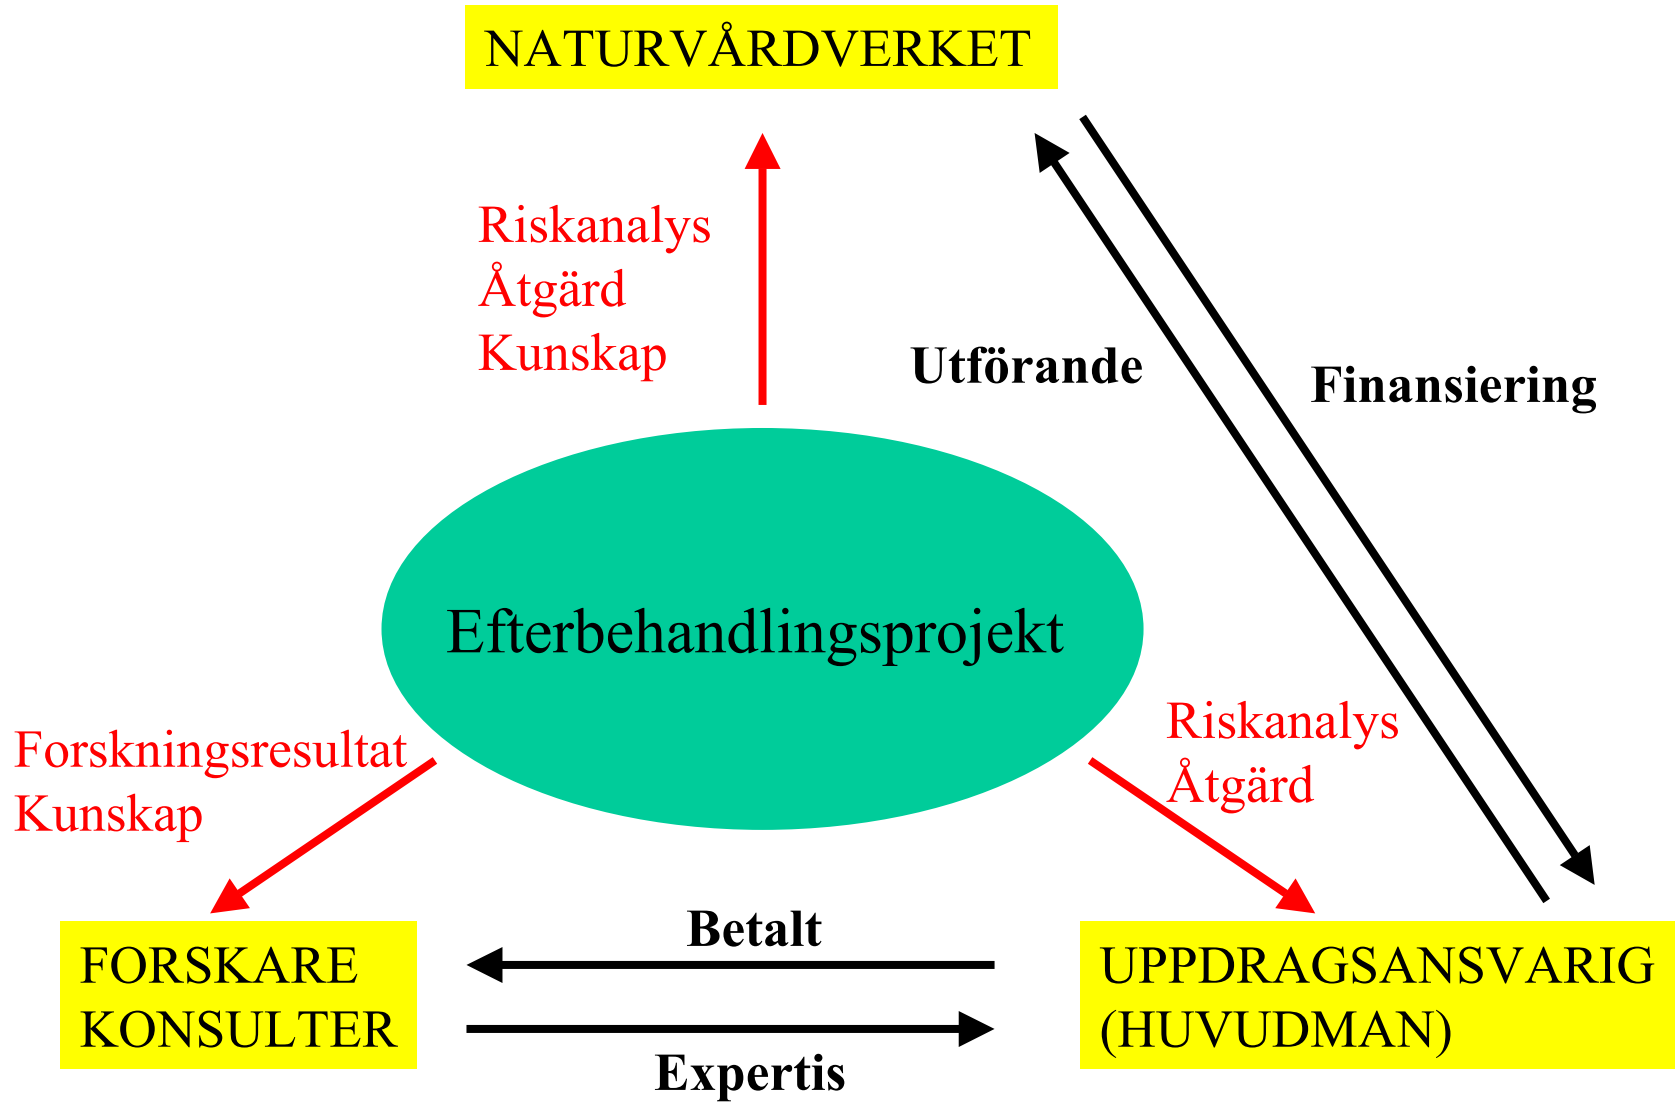 NATURVÅRDVERKET
Riskanalys
Åtgärd
Kunskap
Utförande
Finansiering
Efterbehandlingsprojekt
Forskningsresultat
Kunskap
Riskanalys
Åtgärd
FORSKARE
KONSULTER
Betalt
Expertis
UPPDRAGSANSVARIG
(HUVUDMAN)